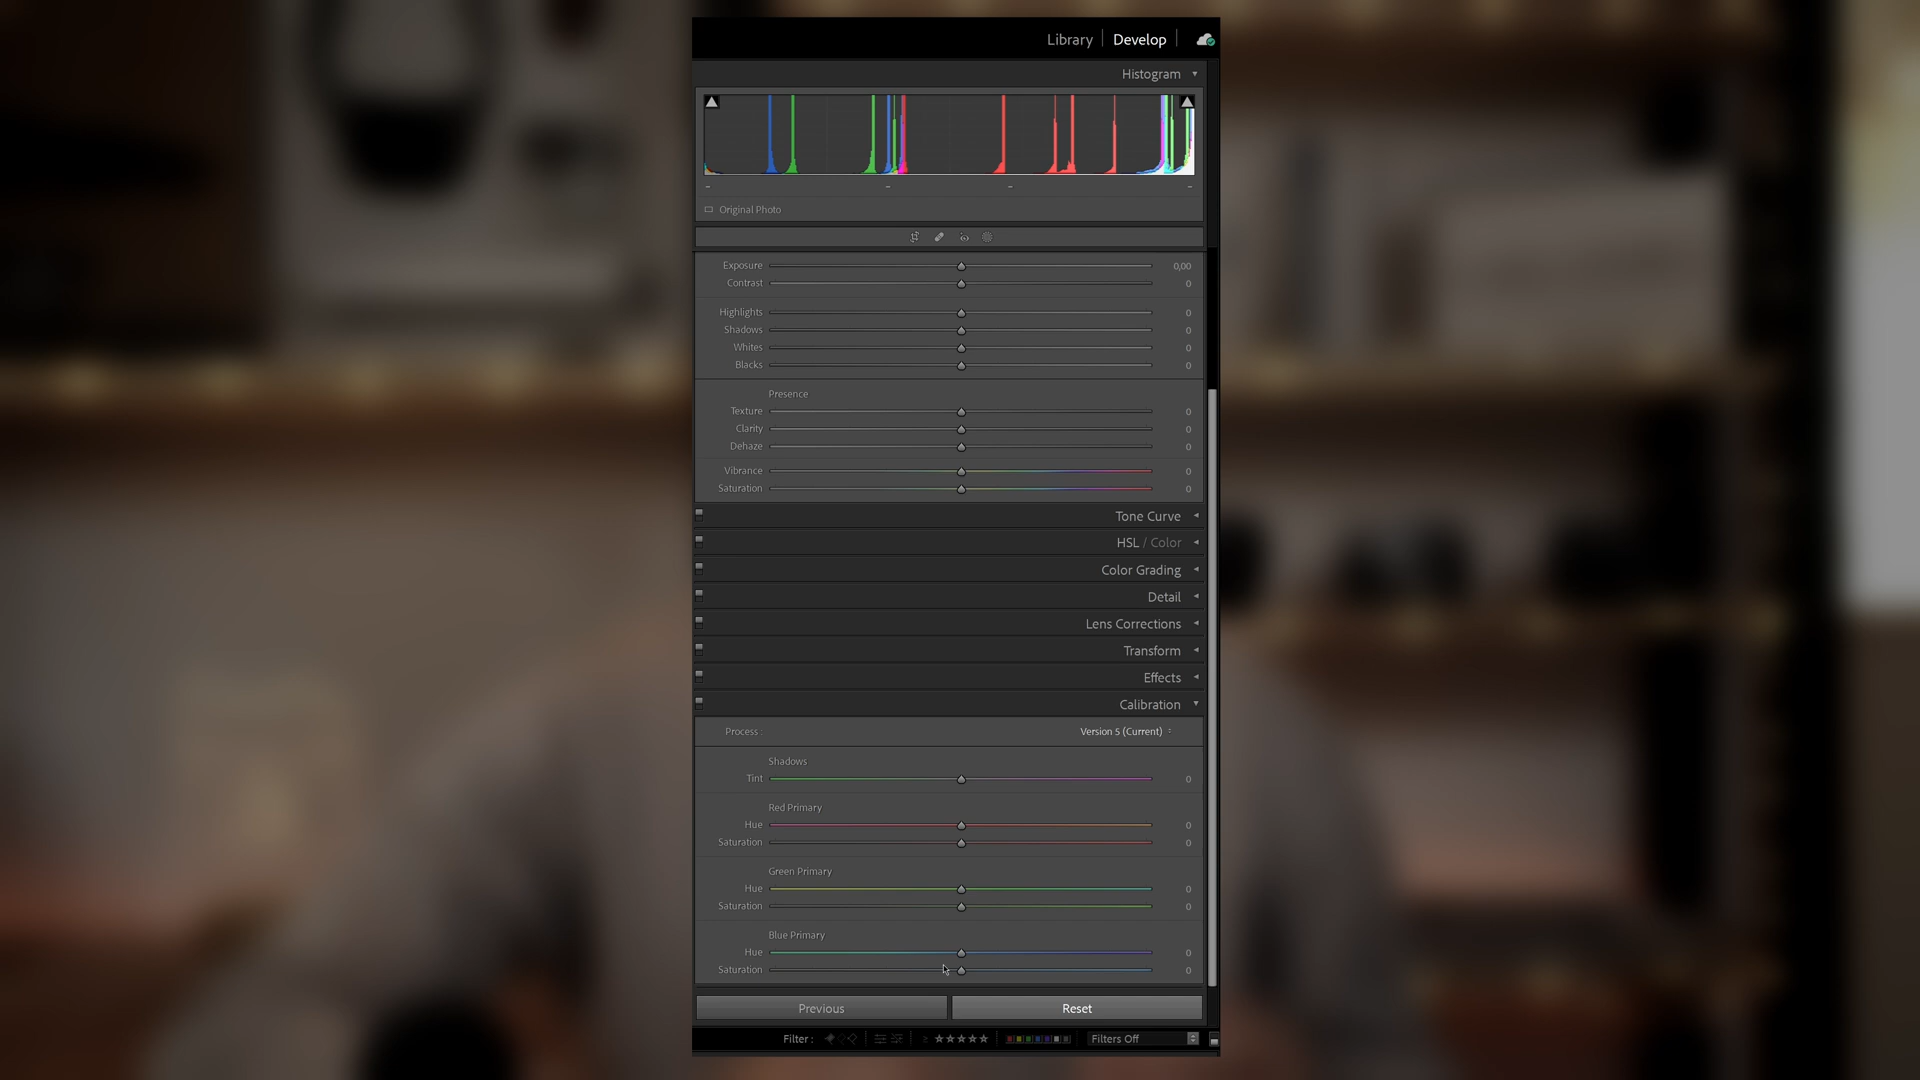 Library Develop
Histogram
Original Photo
Exposure 0,00
Contrast 0
Highlights 0
Shadows 0
Whites 0
Blacks 0
Presence
Texture 0
Clarity 0
Dehaze 0
Vibrance 0
Saturation 0
Tone Curve
HSL / Color
Color Grading
Detail
Lens Corrections
Transform
Effects
Calibration
Process : Version 5 (Current)
Shadows
Tint 0
Red Primary
Hue 0
Saturation 0
Green Primary
Hue 0
Saturation 0
Blue Primary
Hue 0
Saturation 0
Previous Reset
Filter : Filters Off